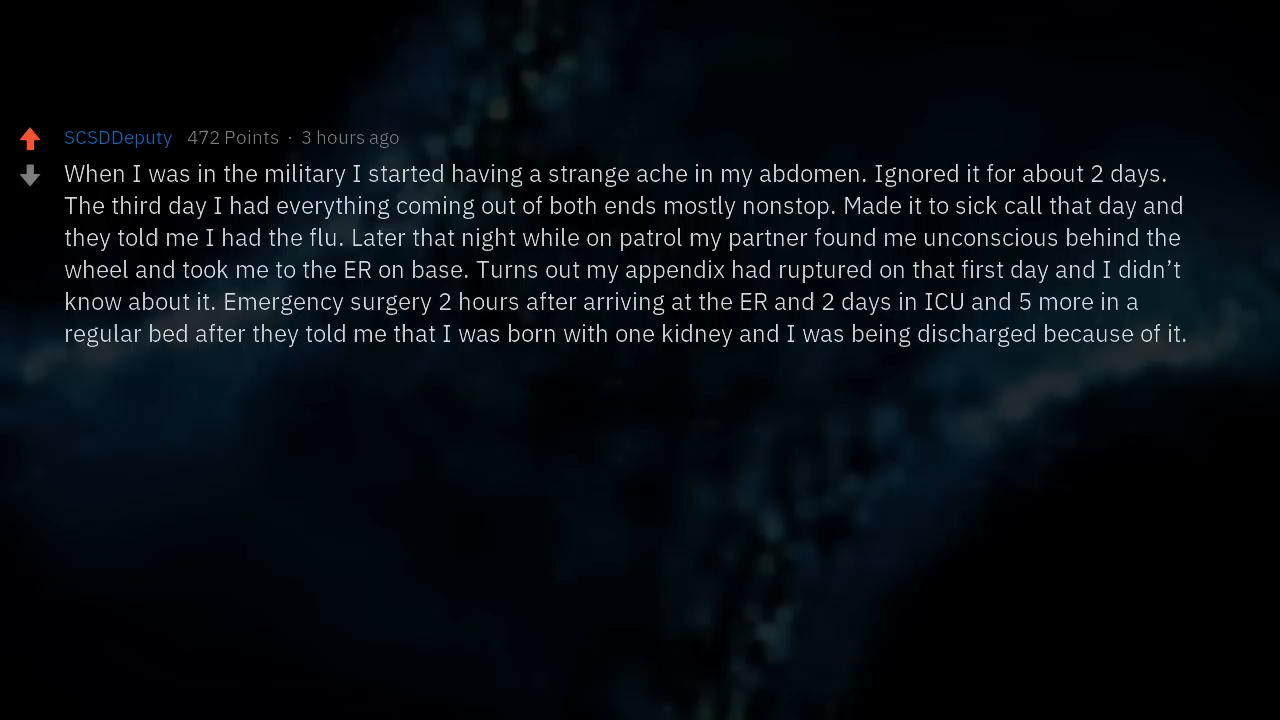 SCSDDeputy 472 Points · 3 hours ago
When I was in the military I started having a strange ache in my abdomen. Ignored it for about 2 days.
The third day I had everything coming out of both ends mostly nonstop. Made it to sick call that day and
they told me I had the flu. Later that night while on patrol my partner found me unconscious behind the
wheel and took me to the ER on base. Turns out my appendix had ruptured on that first day and I didn’t
know about it. Emergency surgery 2 hours after arriving at the ER and 2 days in ICU and 5 more in a
regular bed after they told me that I was born with one kidney and I was being discharged because of it.